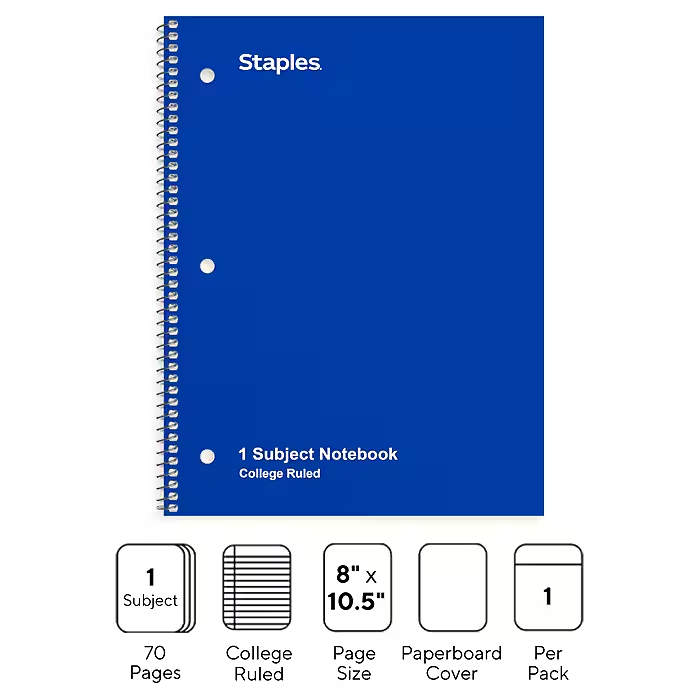 Staples.
1 Subject Notebook
College Ruled
1
Subject
8" x
10.5"
1
70
Pages
College
Ruled
Page
Size
Paperboard
Cover
Per
Pack